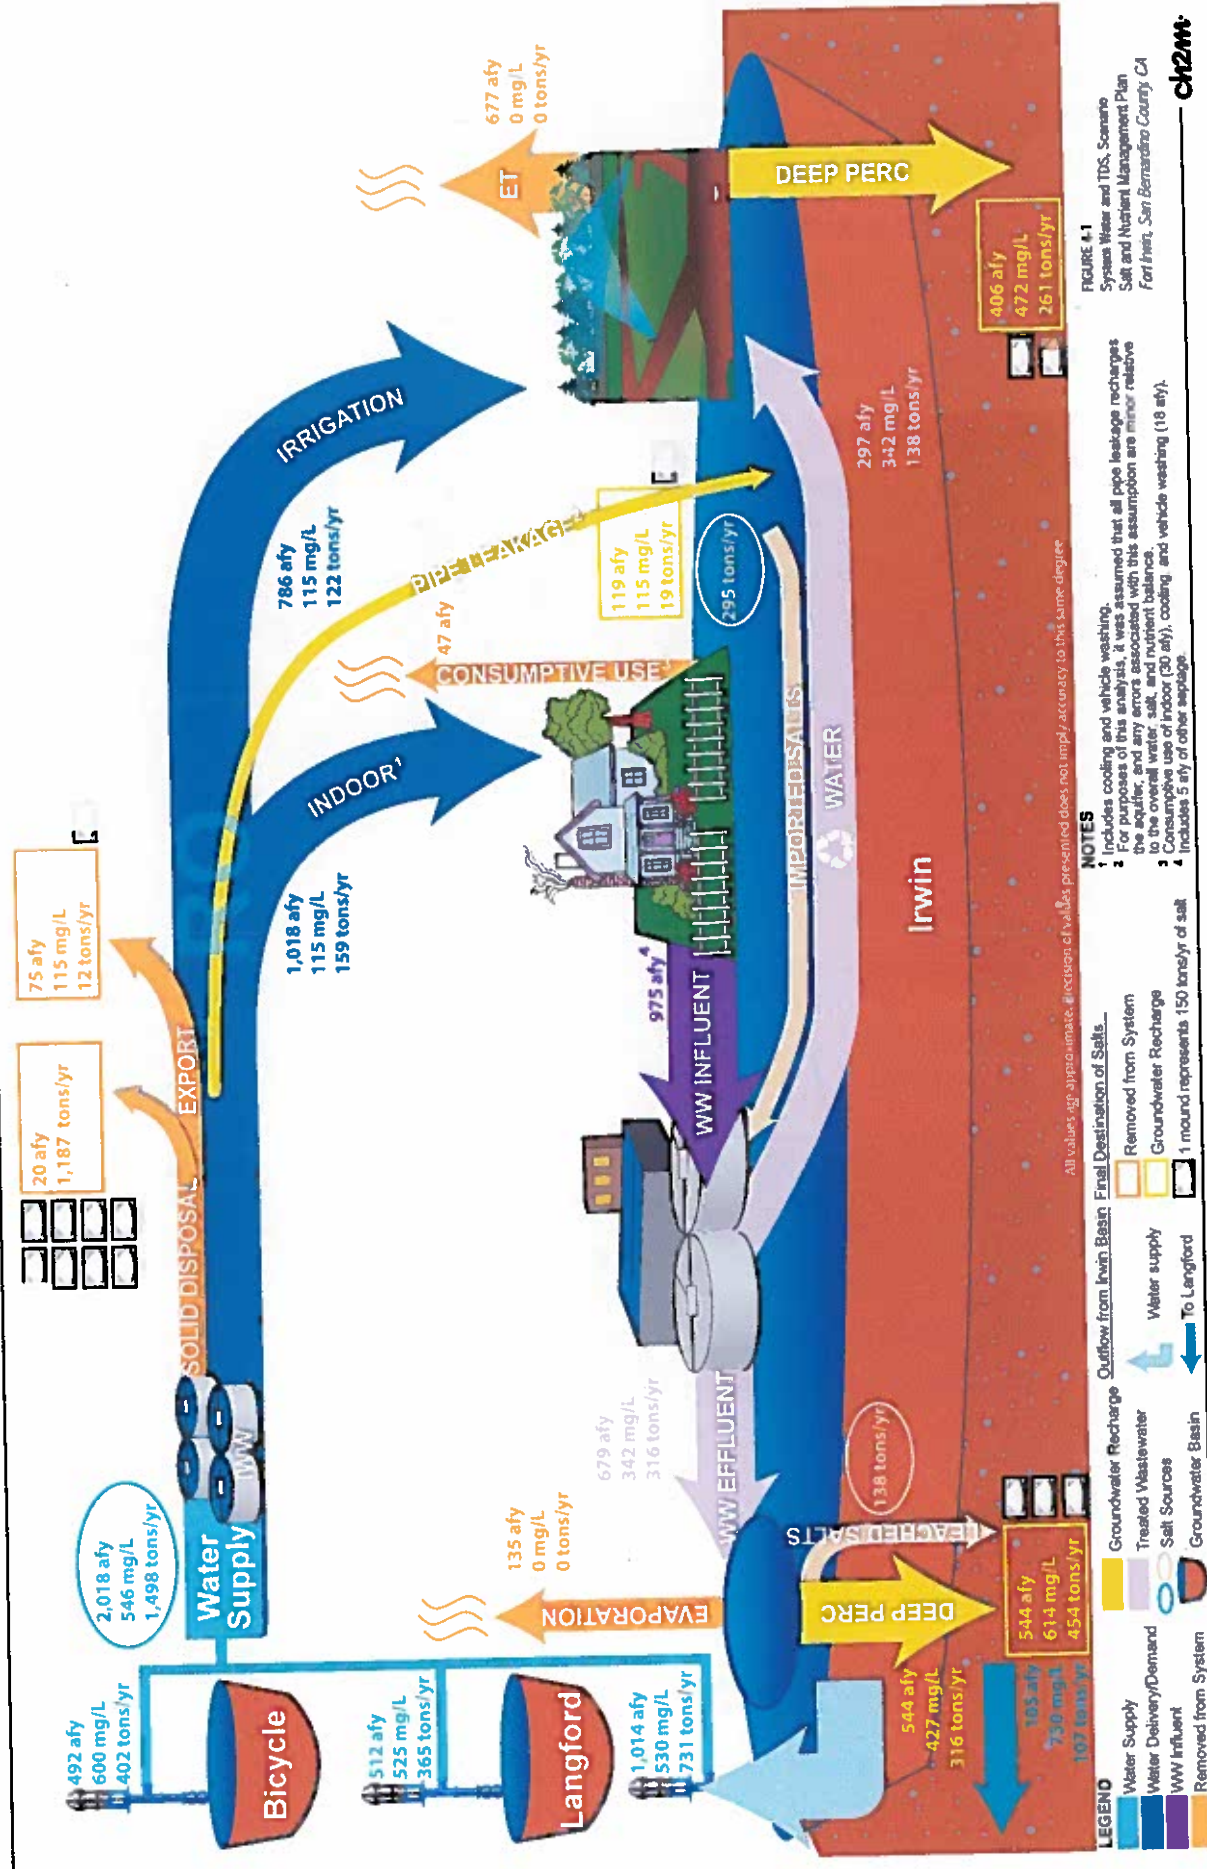 492 afy
600 mg/L
402 tons/yr
Bicycle
512 afy
525 mg/L
365 tons/yr
Langford
1,014 afy
530 mg/L
731 tons/yr
2,018 afy
546 mg/L
1,498 tons/yr
Water
Supply
IWW
SOLID DISPOSAL
20 afy
1,187 tons/yr
EXPORT
75 afy
115 mg/L
12 tons/yr
1,018 afy
115 mg/L
159 tons/yr
INDOOR¹
786 afy
115 mg/L
122 tons/yr
IRRIGATION
PIPE LEAKAGE²
47 afy
CONSUMPTIVE USE³
119 afy
115 mg/L
19 tons/yr
295 tons/yr
677 afy
0 mg/L
0 tons/yr
ET
DEEP PERC
406 afy
472 mg/L
261 tons/yr
135 afy
0 mg/L
0 tons/yr
EVAPORATION
679 afy
342 mg/L
316 tons/yr
WW EFFLUENT
975 afy⁴
WW INFLUENT
IMPORTED SALTS
WATER
297 afy
342 mg/L
138 tons/yr
Irwin
138 tons/yr
LEACHED SALTS
DEEP PERC
544 afy
427 mg/L
316 tons/yr
544 afy
614 mg/L
454 tons/yr
105 afy
750 mg/L
107 tons/yr
All values are approximate. Precision of values presented does not imply accuracy to this same degree
LEGEND
Water Supply
Water Delivery/Demand
WW Influent
Removed from System
Groundwater Recharge
Treated Wastewater
Salt Sources
Groundwater Basin
Outflow from Irwin Basin
Water supply
To Langford
Final Destination of Salts
Removed from System
Groundwater Recharge
1 mound represents 150 tons/yr of salt
NOTES
1 Includes cooling and vehicle washing.
2 For purposes of this analysis, it was assumed that all pipe leakage recharges
the aquifer, and any errors associated with this assumption are minor relative
to the overall water, salt, and nutrient balance.
3 Consumptive use of indoor (30 afy), cooling, and vehicle washing (18 afy).
4 Includes 5 afy of other septage.
FIGURE 4-1
System Water and TDS, Scenario
Salt and Nutrient Management Plan
Fort Irwin, San Bernardino County, CA
ch2m